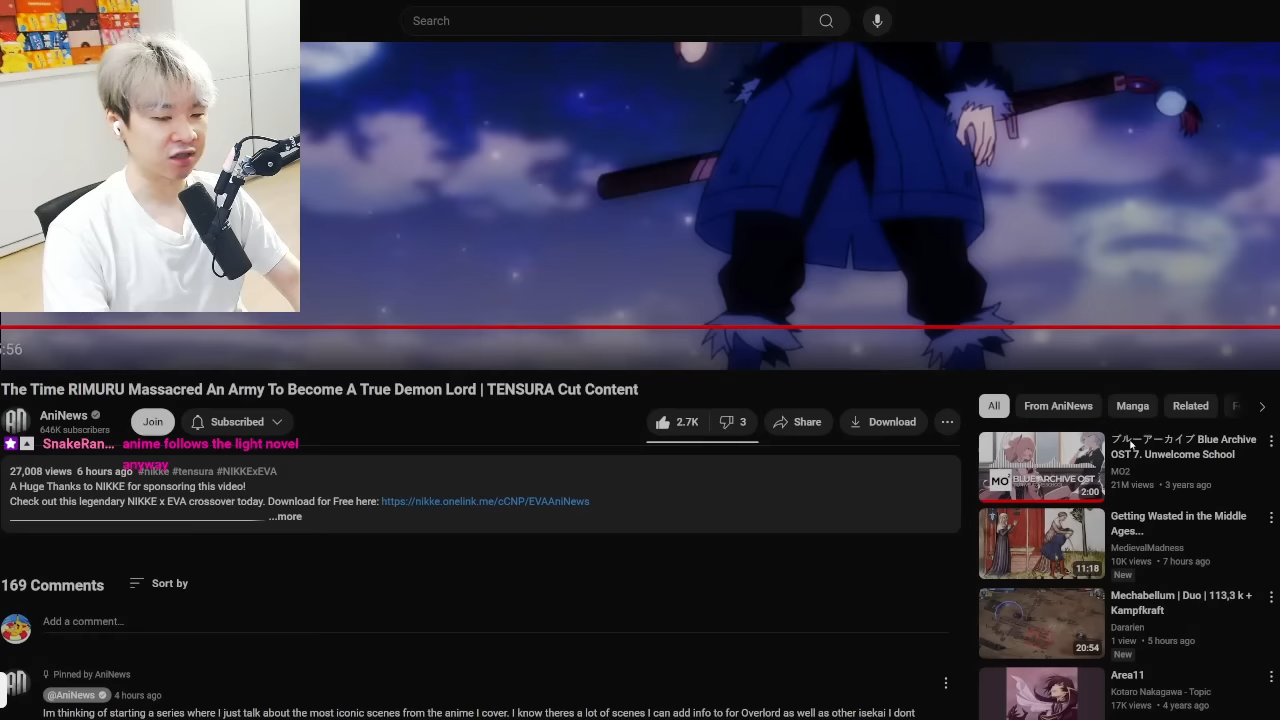 Search
5:56
The Time RIMURU Massacred An Army To Become A True Demon Lord | TENSURA Cut Content
AniNews
646K subscribers
Join
Subscribed
2.7K
3
Share
Download
SnakeRan... anime follows the light novel
anyway
27,008 views 6 hours ago #nikke #tensura #NIKKExEVA
A Huge Thanks to NIKKE for sponsoring this video!
Check out this legendary NIKKE x EVA crossover today. Download for Free here: https://nikke.onelink.me/cCNP/EVAAniNews
...more
169 Comments
Sort by
Add a comment...
Pinned by AniNews
@AniNews 4 hours ago
Im thinking of starting a series where I just talk about the most iconic scenes from the anime I cover. I know theres a lot of scenes I can add info to for Overlord as well as other isekai I dont
All
From AniNews
Manga
Related
F
ブルーアーカイブ Blue Archive
OST 7. Unwelcome School
MO2
21M views • 3 years ago
MO
BLUE ARCHIVE OST
2:00
Getting Wasted in the Middle
Ages...
MedievalMadness
10K views • 7 hours ago
New
11:18
Mechabellum | Duo | 113,3 k +
Kampfkraft
Dararien
1 view • 5 hours ago
New
20:54
Area11
Kotaro Nakagawa - Topic
17K views • 4 years ago